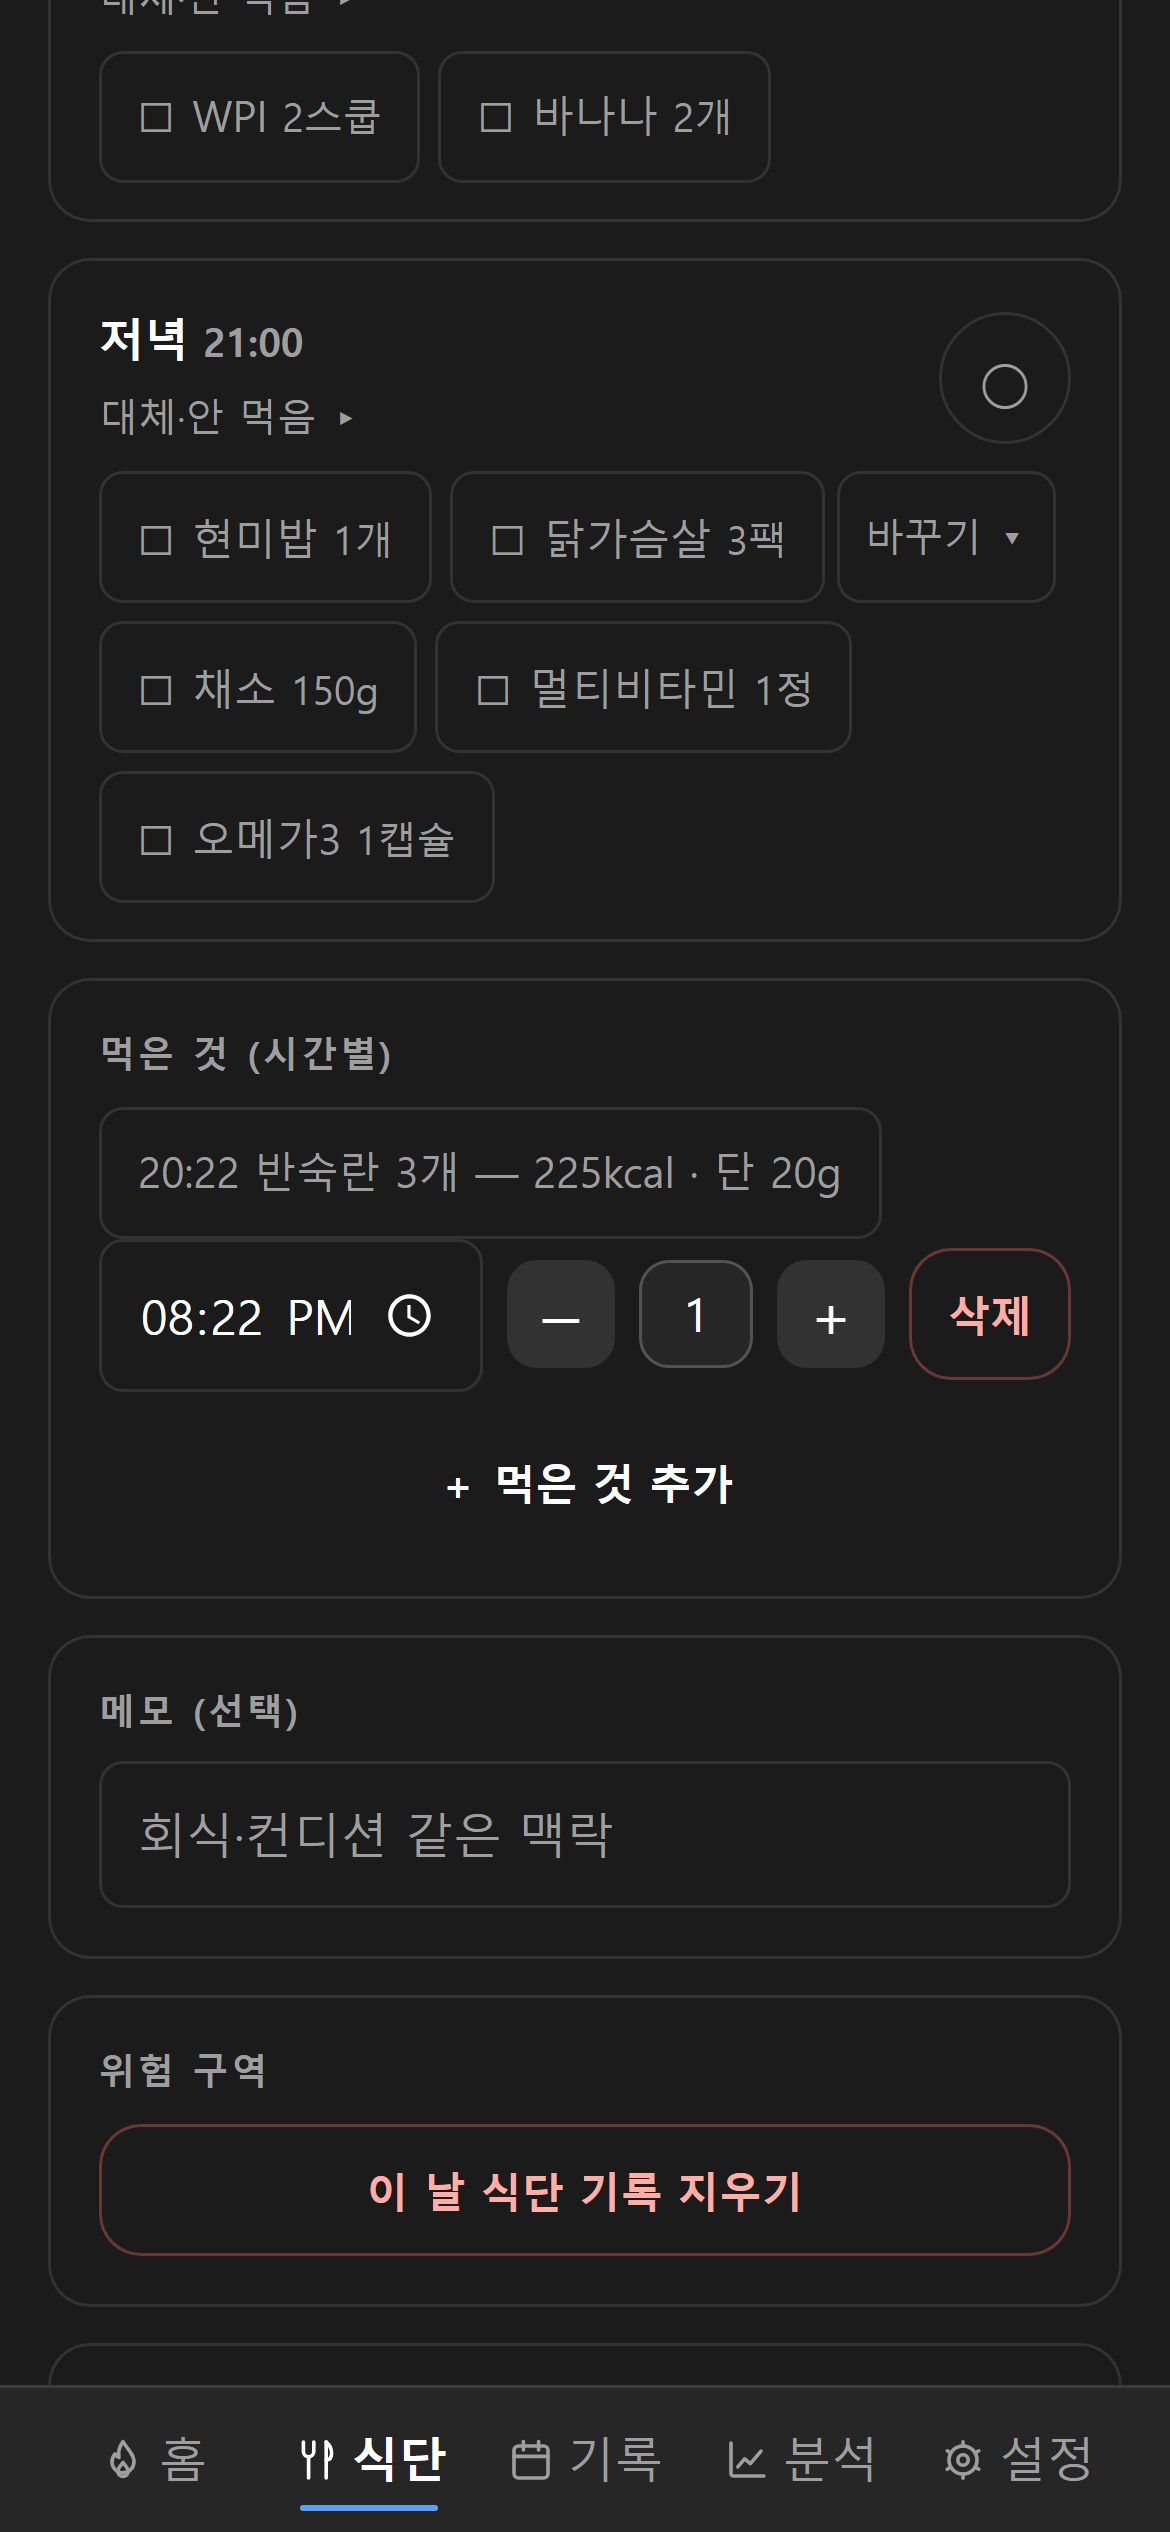 대체·안 먹음 ▸
☐ WPI 2스쿱 ☐ 바나나 2개
저녁 21:00
대체·안 먹음 ▸
○
☐ 현미밥 1개 ☐ 닭가슴살 3팩 바꾸기 ▾
☐ 채소 150g ☐ 멀티비타민 1정
☐ 오메가3 1캡슐
먹은 것 (시간별)
20:22 반숙란 3개 — 225kcal · 단 20g
08:22 PM — 1 + 삭제
+ 먹은 것 추가
메모 (선택)
회식·컨디션 같은 맥락
위험 구역
이 날 식단 기록 지우기
홈 식단 기록 분석 설정